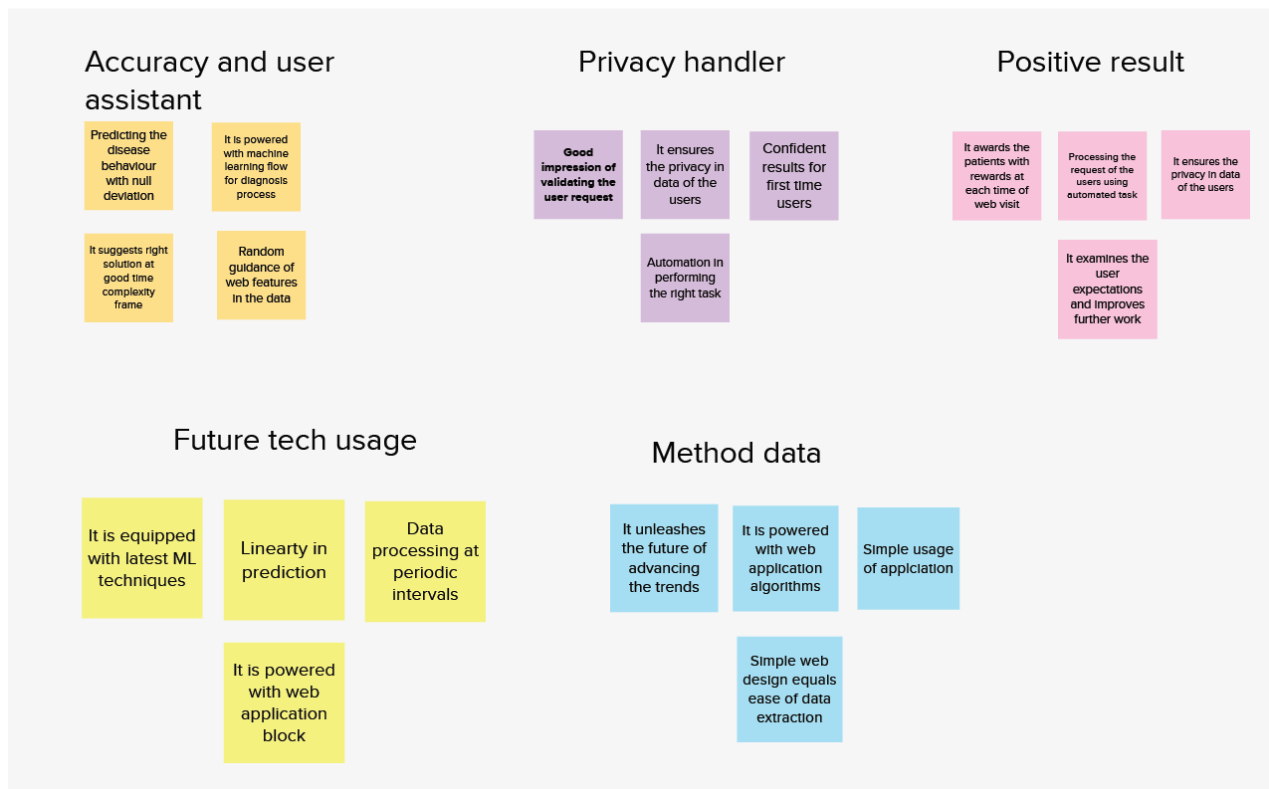 Accuracy and user
assistant
Predicting the
disease
behaviour
with null
deviation
It is powered
with machine
learning flow
for diagnosis
process
It suggests right
solution at
good time
complexity
frame
Random
guidance of
web features
in the data
Privacy handler
Good
impression of
validating the
user request
It ensures
the privacy in
data of the
users
Confident
results for
first time
users
Automation in
performing
the right task
Positive result
It awards the
patients with
rewards at
each time of
web visit
Processing the
request of the
users using
automated task
It ensures the
privacy in data
of the users
It examines the
user
expectations
and improves
further work
Future tech usage
It is equipped
with latest ML
techniques
Linearty in
prediction
Data
processing at
periodic
intervals
It is powered
with web
application
block
Method data
It unleashes
the future of
advancing
the trends
It is powered
with web
application
algorithms
Simple usage
of applciation
Simple web
design equals
ease of data
extraction